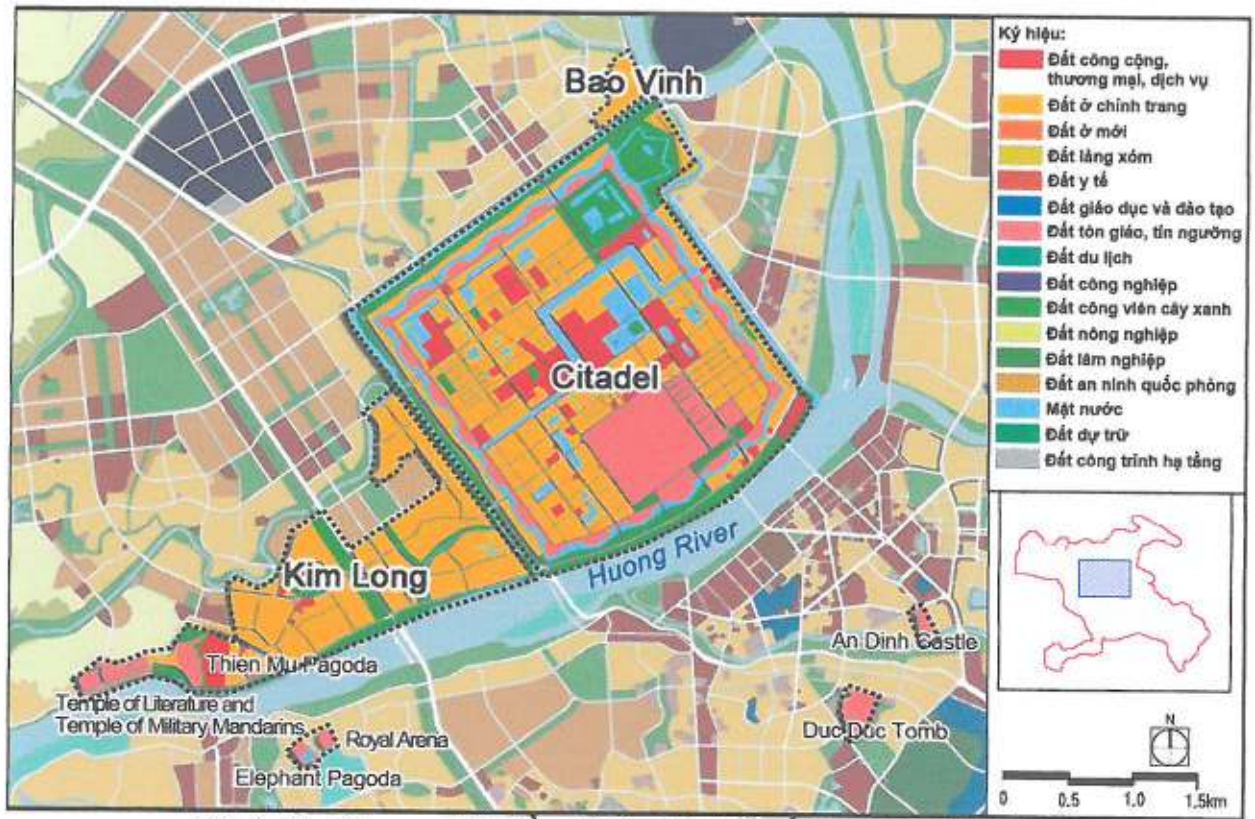 Bao Vinh
Citadel
Kim Long
Huong River
Thien Mu Pagoda
An Dinh Castle
Temple of Literature and
Temple of Military Mandarins
Royal Arena
Duc Duc Tomb
Elephant Pagoda
Ký hiệu:
Đất công cộng,
thương mại, dịch vụ
Đất ở chỉnh trang
Đất ở mới
Đất làng xóm
Đất y tế
Đất giáo dục và đào tạo
Đất tôn giáo, tín ngưỡng
Đất du lịch
Đất công nghiệp
Đất công viên cây xanh
Đất nông nghiệp
Đất lâm nghiệp
Đất an ninh quốc phòng
Mặt nước
Đất dự trữ
Đất công trình hạ tầng
N
0 0.5 1.0 1.5km